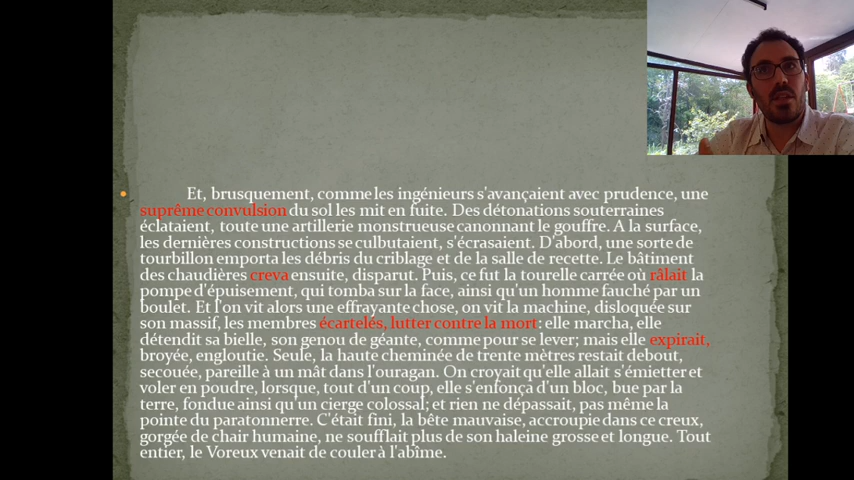 Et, brusquement, comme les ingénieurs s'avançaient avec prudence, une
suprême convulsion du sol les mit en fuite. Des détonations souterraines
éclataient, toute une artillerie monstrueuse canonnant le gouffre. A la surface,
les dernières constructions se culbutaient, s'écrasaient. D'abord, une sorte de
tourbillon emporta les débris du criblage et de la salle de recette. Le bâtiment
des chaudières creva ensuite, disparut. Puis, ce fut la tourelle carrée où râlait la
pompe d'épuisement, qui tomba sur la face, ainsi qu'un homme fauché par un
boulet. Et l'on vit alors une effrayante chose, on vit la machine, disloquée sur
son massif, les membres écartelés, lutter contre la mort: elle marcha, elle
détendit sa bielle, son genou de géante, comme pour se lever; mais elle expirait,
broyée, engloutie. Seule, la haute cheminée de trente mètres restait debout,
secouée, pareille à un mât dans l'ouragan. On croyait qu'elle allait s'émietter et
voler en poudre, lorsque, tout d'un coup, elle s'enfonça d'un bloc, bue par la
terre, fondue ainsi qu'un cierge colossal; et rien ne dépassait, pas même la
pointe du paratonnerre. C'était fini, la bête mauvaise, accroupie dans ce creux,
gorgée de chair humaine, ne soufflait plus de son haleine grosse et longue. Tout
entier, le Voreux venait de couler à l'abîme.